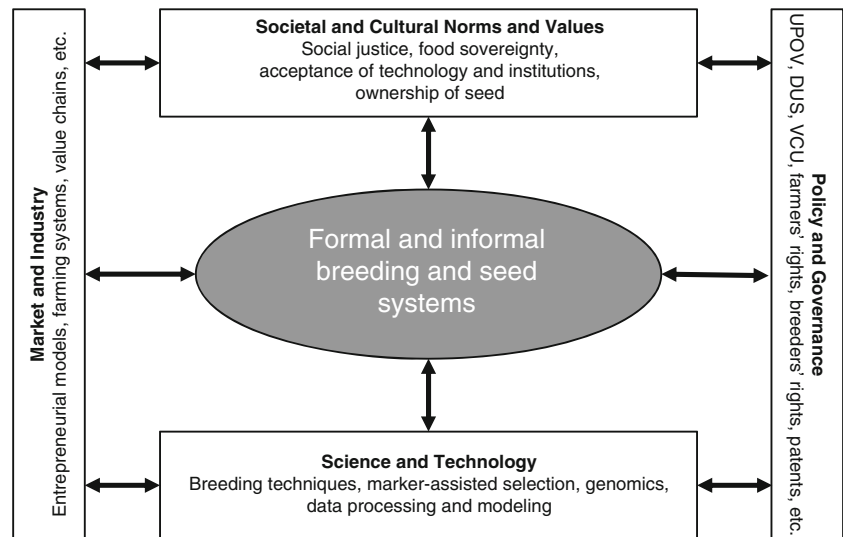 Societal and Cultural Norms and Values
Social justice, food sovereignty,
acceptance of technology and institutions,
ownership of seed
Market and Industry
Entrepreneurial models, farming systems, value chains, etc.
Formal and informal
breeding and seed
systems
Policy and Governance
UPOV, DUS, VCU, farmers' rights, breeders' rights, patents, etc.
Science and Technology
Breeding techniques, marker-assisted selection, genomics,
data processing and modeling